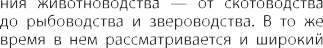 ния животноводства — от скотоводства
до рыбоводства и звероводства. В то же
время в нем рассматривается и широкий